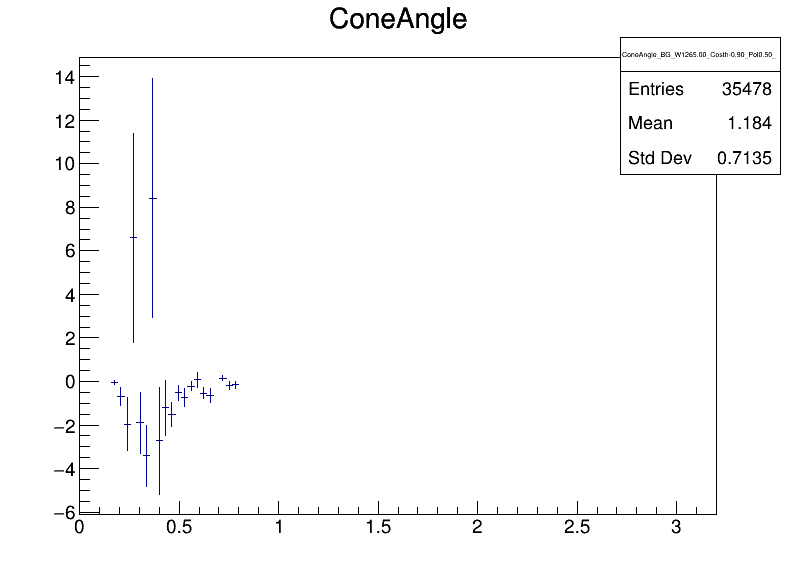 ConeAngle
ConeAngle_BG_W1265.00_Costh-0.90_Pol0.50_
Entries 35478
Mean 1.184
Std Dev 0.7135
14
12
10
8
6
4
2
0
−2
−4
−6
0 0.5 1 1.5 2 2.5 3